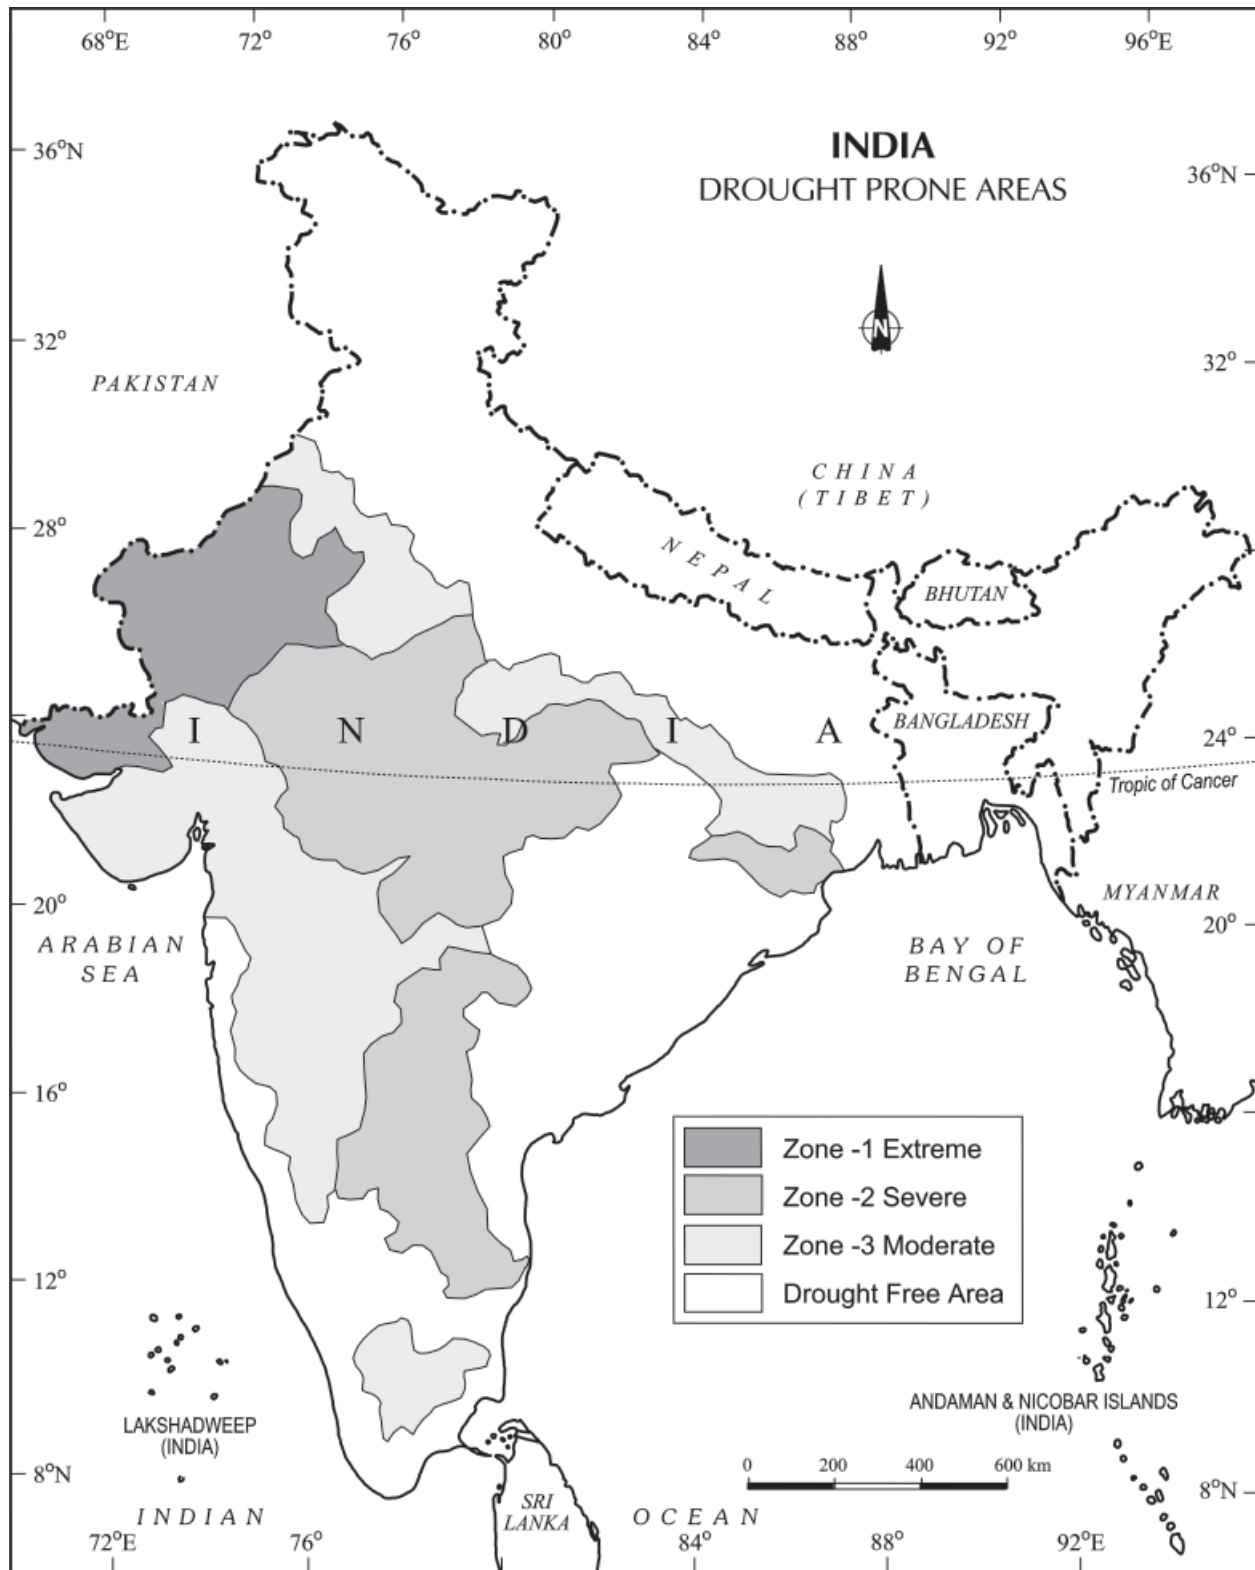 68°E 72° 76° 80° 84° 88° 92° 96°E
INDIA
DROUGHT PRONE AREAS
36°N
36°N
N
32°
32°
PAKISTAN
CHINA
(TIBET)
28°
NEPAL
BHUTAN
I N D I A
BANGLADESH
24°
Tropic of Cancer
20°
MYANMAR
20°
ARABIAN
SEA
BAY OF
BENGAL
16°
Zone -1 Extreme
Zone -2 Severe
Zone -3 Moderate
Drought Free Area
12°
12°
LAKSHADWEEP
(INDIA)
ANDAMAN & NICOBAR ISLANDS
(INDIA)
0 200 400 600 km
8°N
8°N
SRI
LANKA
INDIAN OCEAN
72°E 76° 84° 88° 92°E